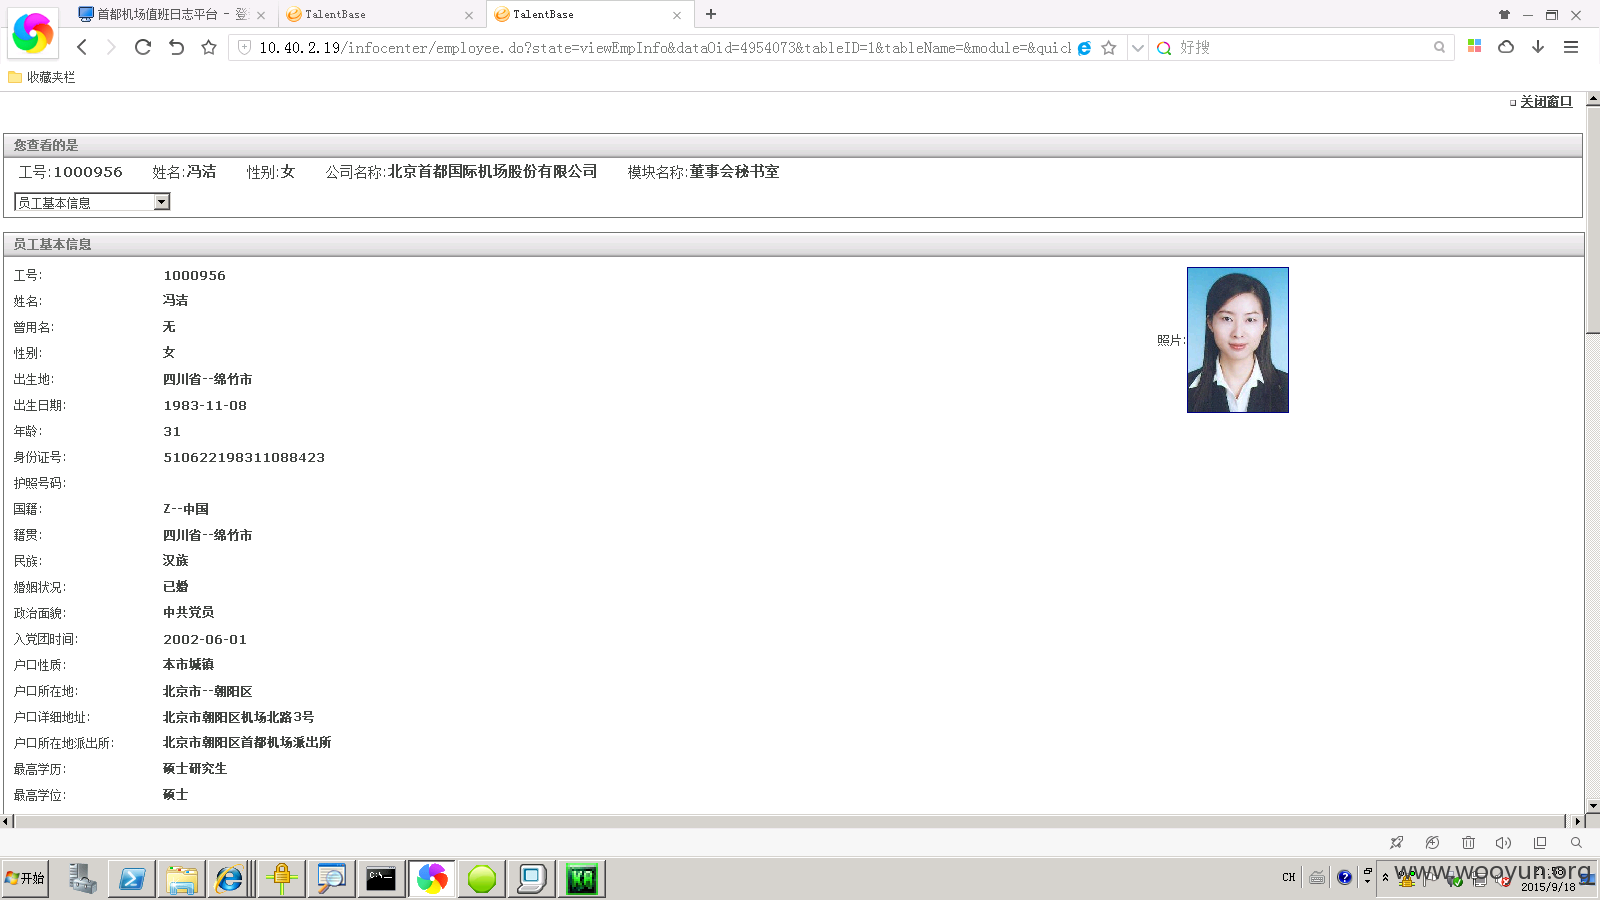 首都机场值班日志平台 - 登
TalentBase
TalentBase
10.40.2.19/infocenter/employee.do?state=viewEmpInfo&dataOid=4954073&tableID=1&tableName=&module=&quick
好搜
收藏夹栏
关闭窗口
您查看的是
工号:1000956 姓名:冯洁 性别:女 公司名称:北京首都国际机场股份有限公司 模块名称:董事会秘书室
员工基本信息
员工基本信息
工号: 1000956
姓名: 冯洁
曾用名: 无
性别: 女
出生地: 四川省--绵竹市
出生日期: 1983-11-08
年龄: 31
身份证号: 510622198311088423
护照号码:
国籍: Z--中国
籍贯: 四川省--绵竹市
民族: 汉族
婚姻状况: 已婚
政治面貌: 中共党员
入党团时间: 2002-06-01
户口性质: 本市城镇
户口所在地: 北京市--朝阳区
户口详细地址: 北京市朝阳区机场北路3号
户口所在地派出所: 北京市朝阳区首都机场派出所
最高学历: 硕士研究生
最高学位: 硕士
照片:
开始
C:\.
CH
www.wooyun.org
2015/9/18